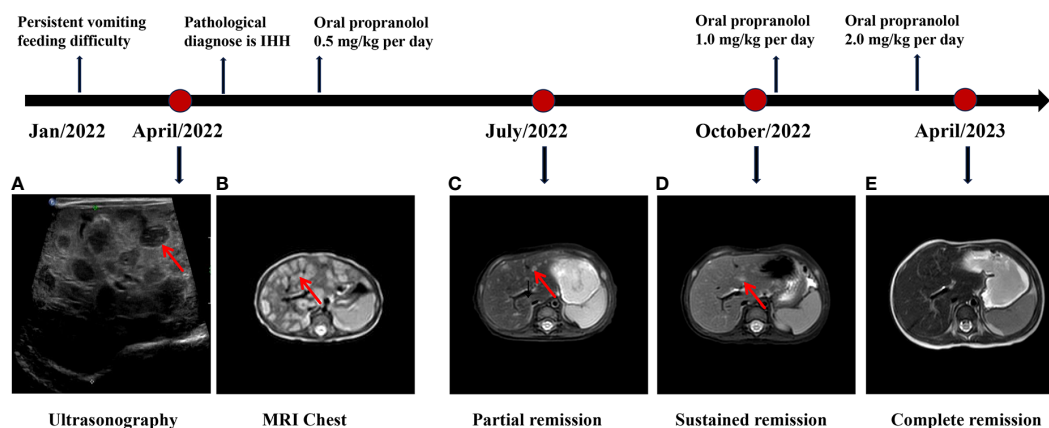 Persistent vomiting
feeding difficulty
Pathological
diagnose is IHH
Oral propranolol
0.5 mg/kg per day
Oral propranolol
1.0 mg/kg per day
Oral propranolol
2.0 mg/kg per day
Jan/2022
April/2022
July/2022
October/2022
April/2023
A
B
C
D
E
Ultrasonography
MRI Chest
Partial remission
Sustained remission
Complete remission